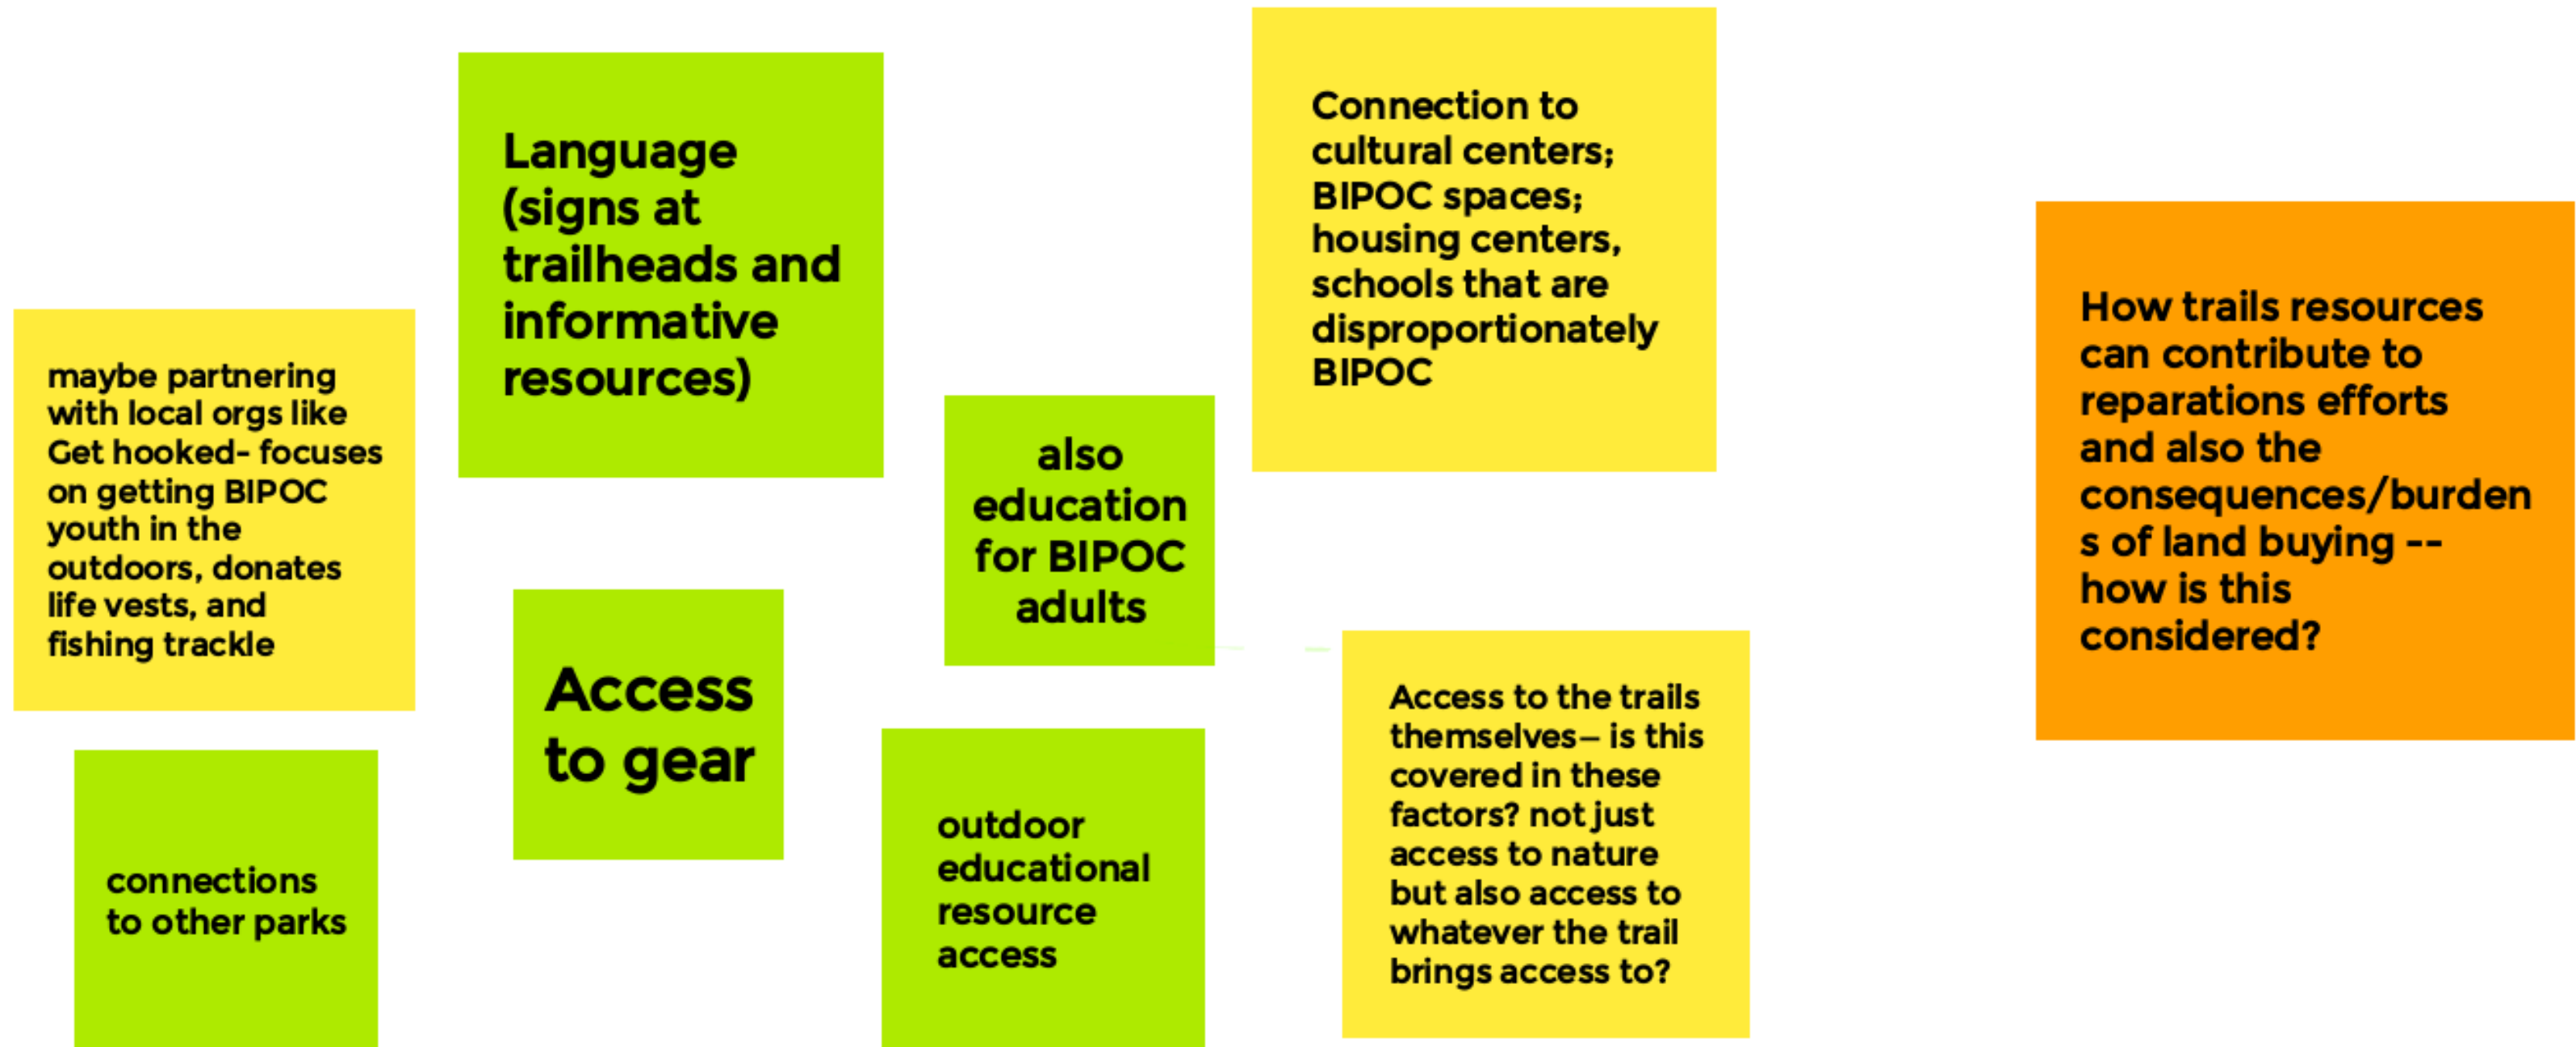 maybe partnering
with local orgs like
Get hooked- focuses
on getting BIPOC
youth in the
outdoors, donates
life vests, and
fishing trackle
connections
to other parks
Language
(signs at
trailheads and
informative
resources)
Access
to gear
also
education
for BIPOC
adults
outdoor
educational
resource
access
Connection to
cultural centers;
BIPOC spaces;
housing centers,
schools that are
disproportionately
BIPOC
Access to the trails
themselves— is this
covered in these
factors? not just
access to nature
but also access to
whatever the trail
brings access to?
How trails resources
can contribute to
reparations efforts
and also the
consequences/burden
s of land buying --
how is this
considered?